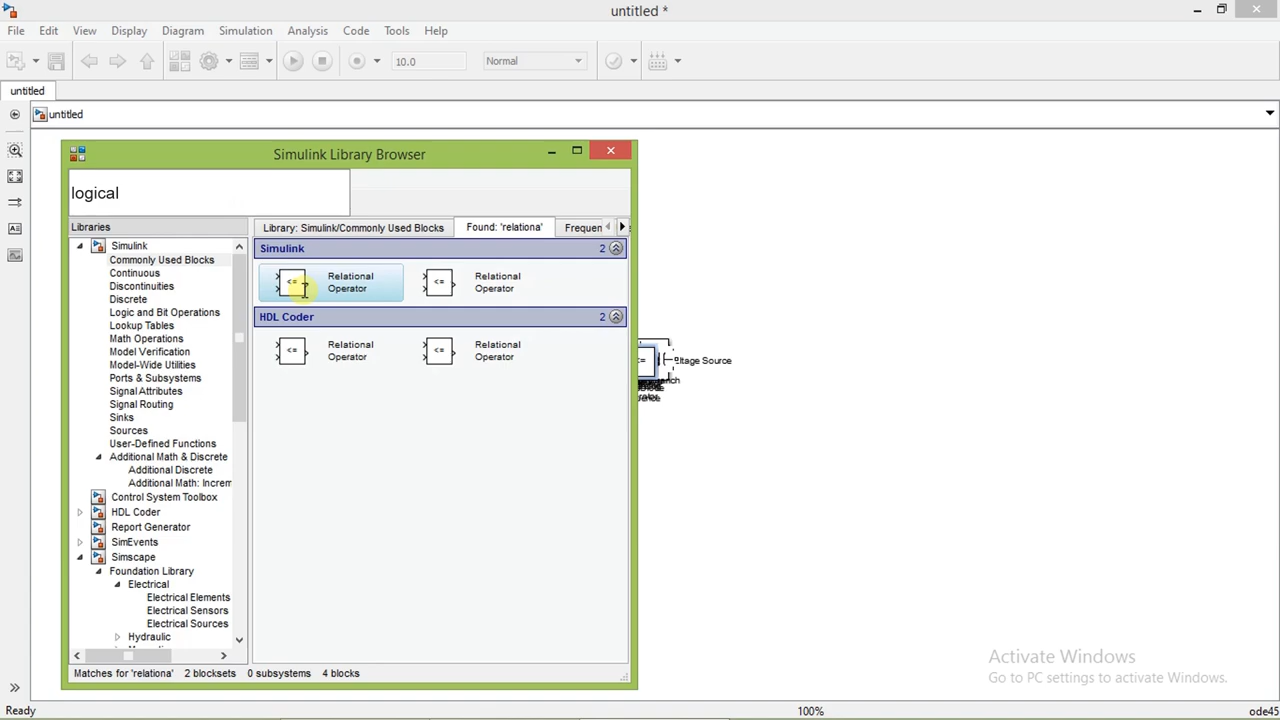 untitled *
File Edit View Display Diagram Simulation Analysis Code Tools Help
10.0 Normal
untitled
untitled
Simulink Library Browser
logical
Libraries
Library: Simulink/Commonly Used Blocks Found: 'relationa' Frequen
Simulink
Commonly Used Blocks
Continuous
Discontinuities
Discrete
Logic and Bit Operations
Lookup Tables
Math Operations
Model Verification
Model-Wide Utilities
Ports & Subsystems
Signal Attributes
Signal Routing
Sinks
Sources
User-Defined Functions
Additional Math & Discrete
Additional Discrete
Additional Math: Increm
Control System Toolbox
HDL Coder
Report Generator
SimEvents
Simscape
Foundation Library
Electrical
Electrical Elements
Electrical Sensors
Electrical Sources
Hydraulic
Simulink 2
<= Relational
Operator
<= Relational
Operator
HDL Coder 2
<= Relational
Operator
<= Relational
Operator
Matches for 'relationa' 2 blocksets 0 subsystems 4 blocks
ltage Source
Activate Windows
Go to PC settings to activate Windows.
Ready 100% ode45